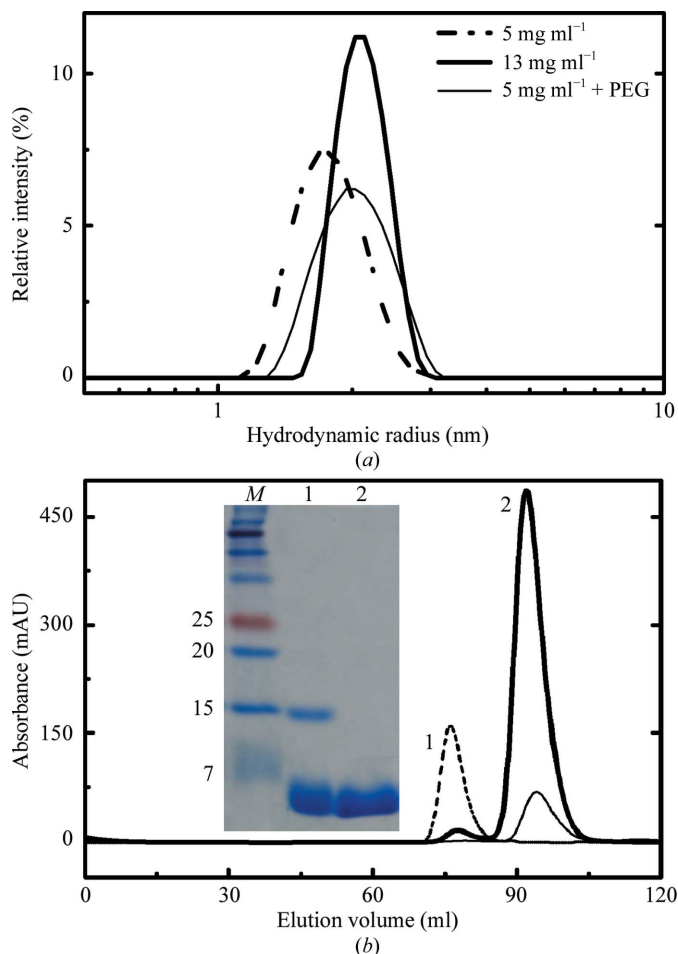 10
5
0
Relative intensity (%)
5 mg ml⁻¹
13 mg ml⁻¹
5 mg ml⁻¹ + PEG
1
10
Hydrodynamic radius (nm)
(a)
450
300
150
0
Absorbance (mAU)
M 1 2
25
20
15
7
1
2
0 30 60 90 120
Elution volume (ml)
(b)